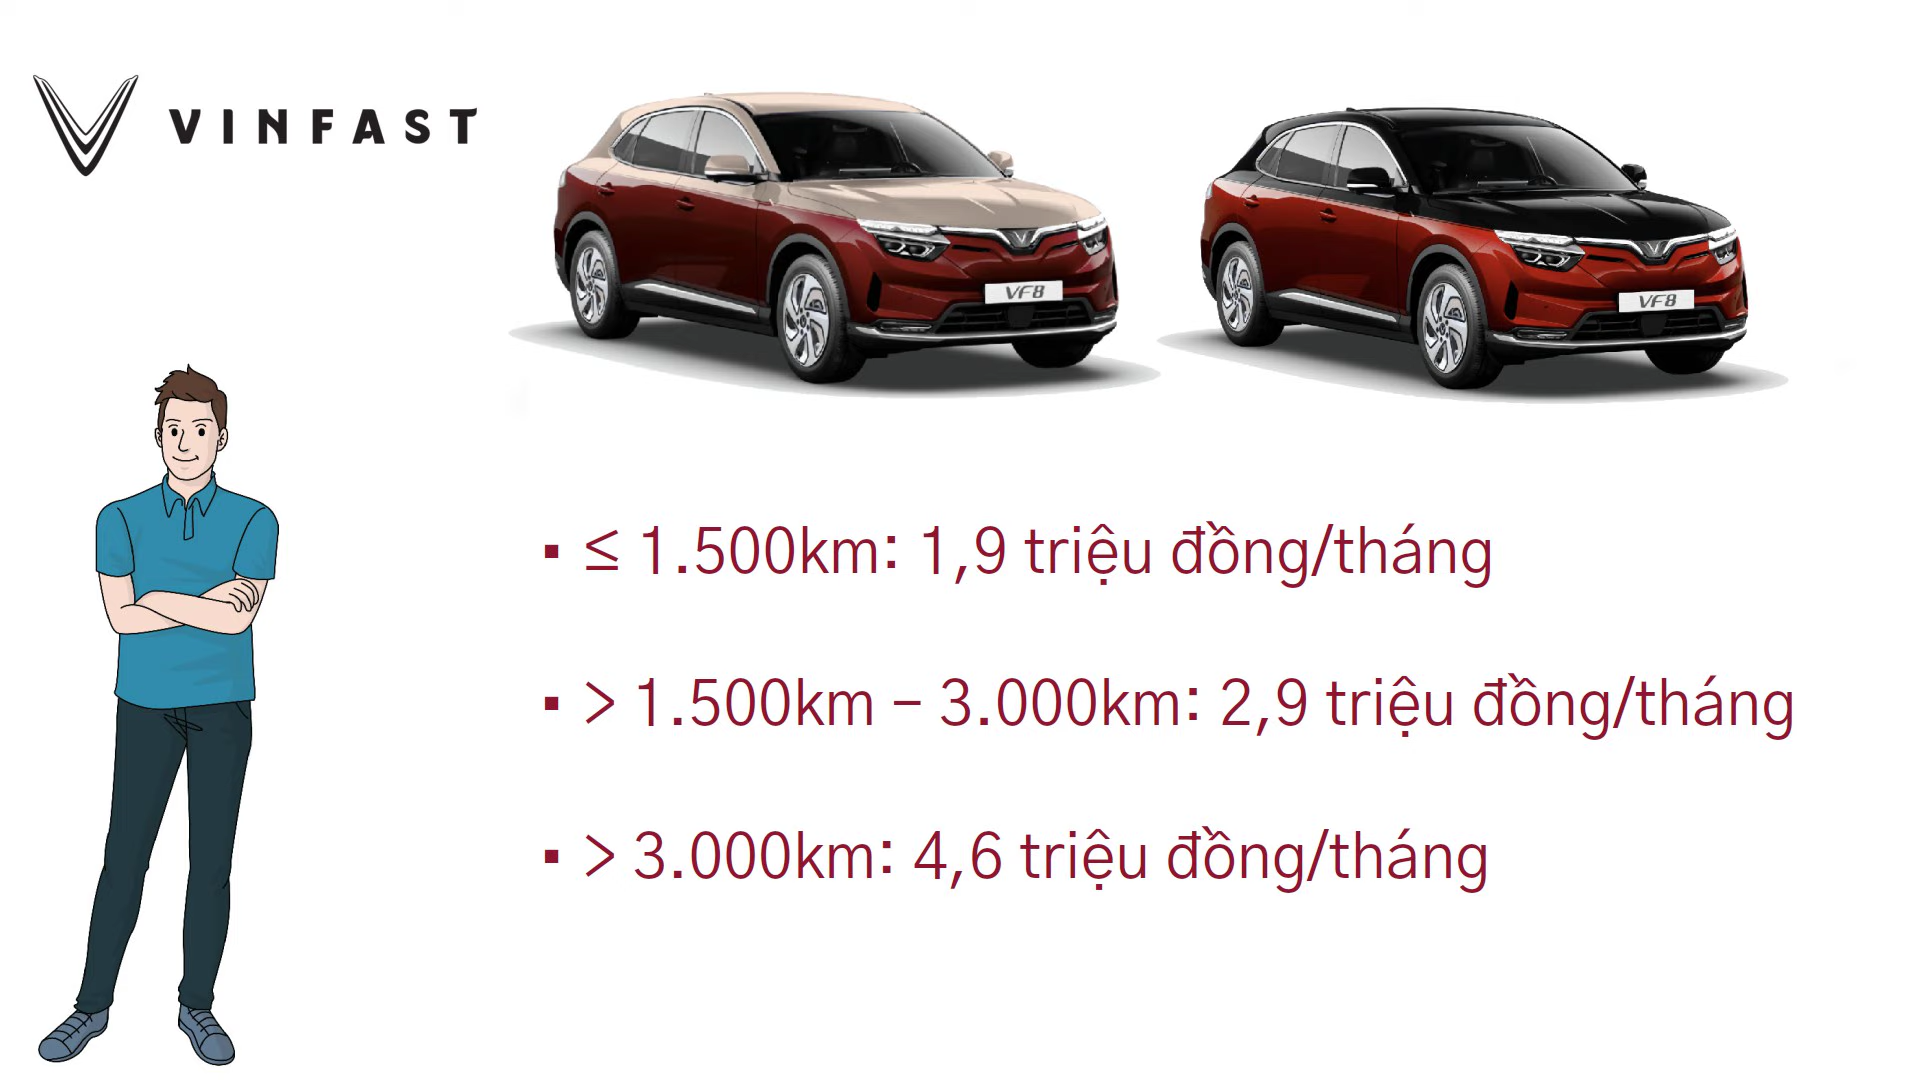 VINFAST
VF8
VF8
▪ ≤ 1.500km: 1,9 triệu đồng/tháng
▪ > 1.500km – 3.000km: 2,9 triệu đồng/tháng
▪ > 3.000km: 4,6 triệu đồng/tháng